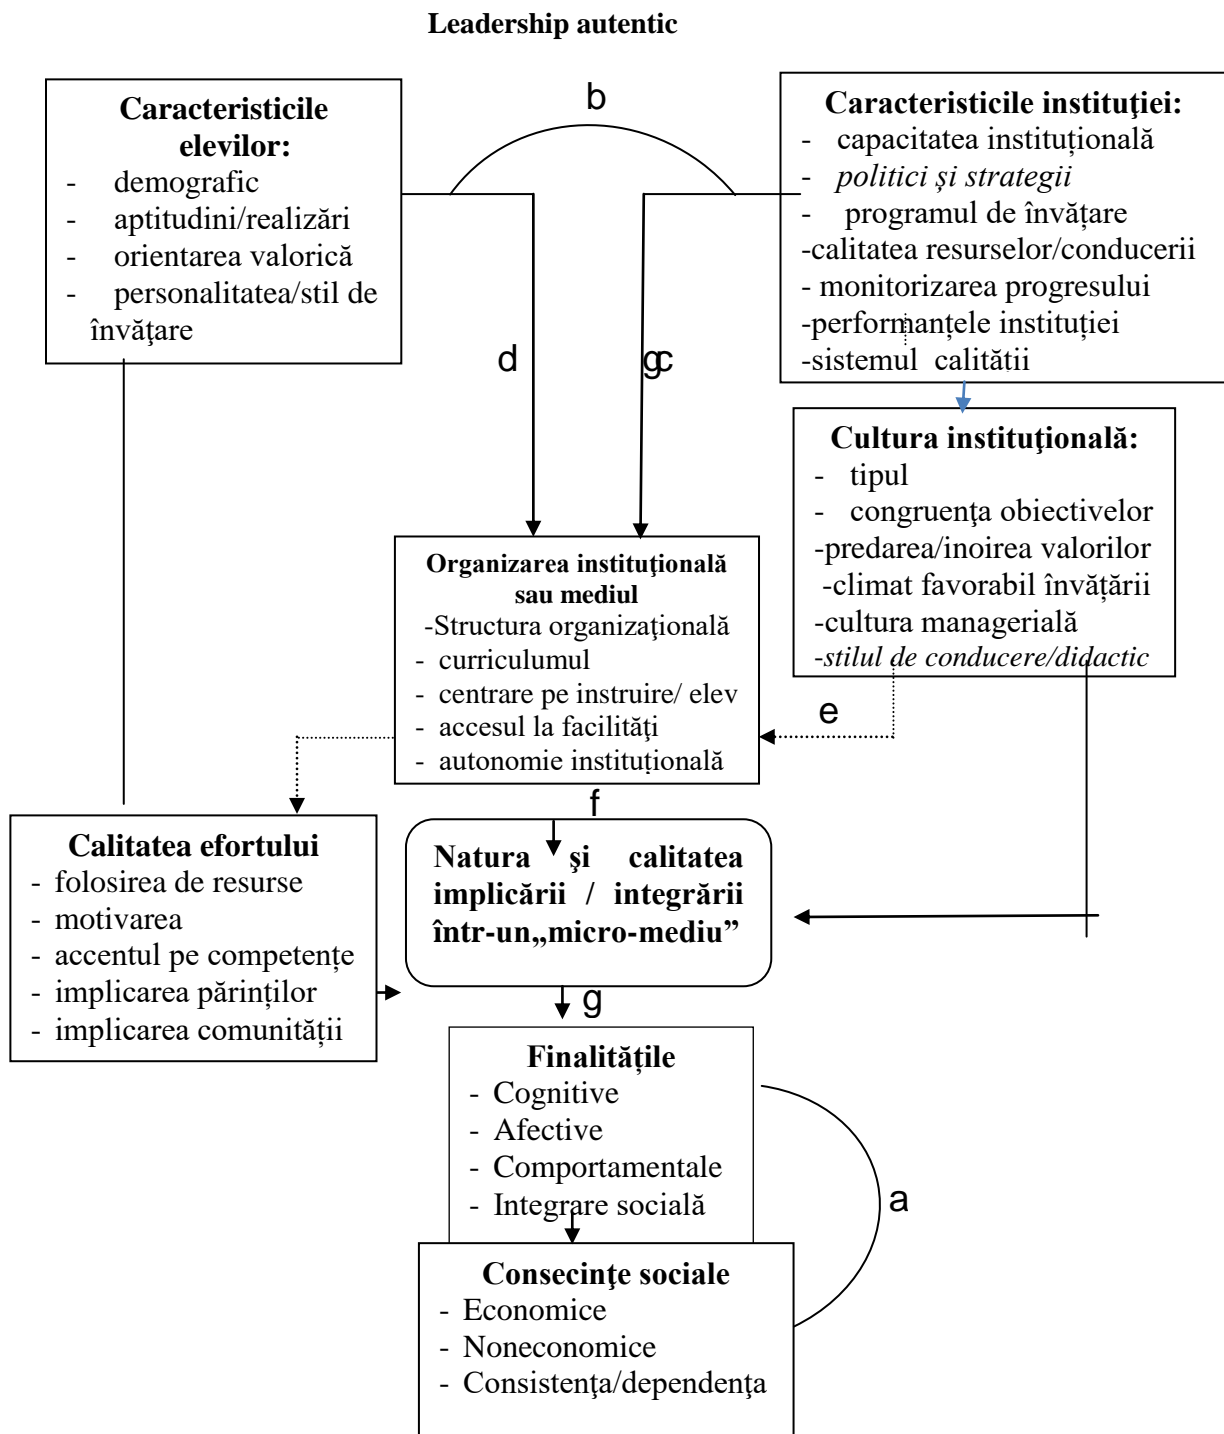 Leadership autentic
b
Caracteristicile
elevilor:
- demografic
- aptitudini/realizări
- orientarea valorică
- personalitatea/stil de
învăţare
Caracteristicile instituţiei:
- capacitatea instituțională
- politici și strategii
- programul de învățare
-calitatea resurselor/conducerii
- monitorizarea progresului
-performanțele instituției
-sistemul calității
d
gc
Cultura instituţională:
- tipul
- congruenţa obiectivelor
-predarea/inoirea valorilor
-climat favorabil învățării
-cultura managerială
-stilul de conducere/didactic
Organizarea instituţională
sau mediul
-Structura organizaţională
- curriculumul
- centrare pe instruire/ elev
- accesul la facilităţi
- autonomie instituțională
e
f
Calitatea efortului
- folosirea de resurse
- motivarea
- accentul pe competențe
- implicarea părinților
- implicarea comunității
Natura şi calitatea
implicării / integrării
într-un„micro-mediu”
g
Finalitățile
- Cognitive
- Afective
- Comportamentale
- Integrare socială
a
Consecinţe sociale
- Economice
- Noneconomice
- Consistenţa/dependenţa